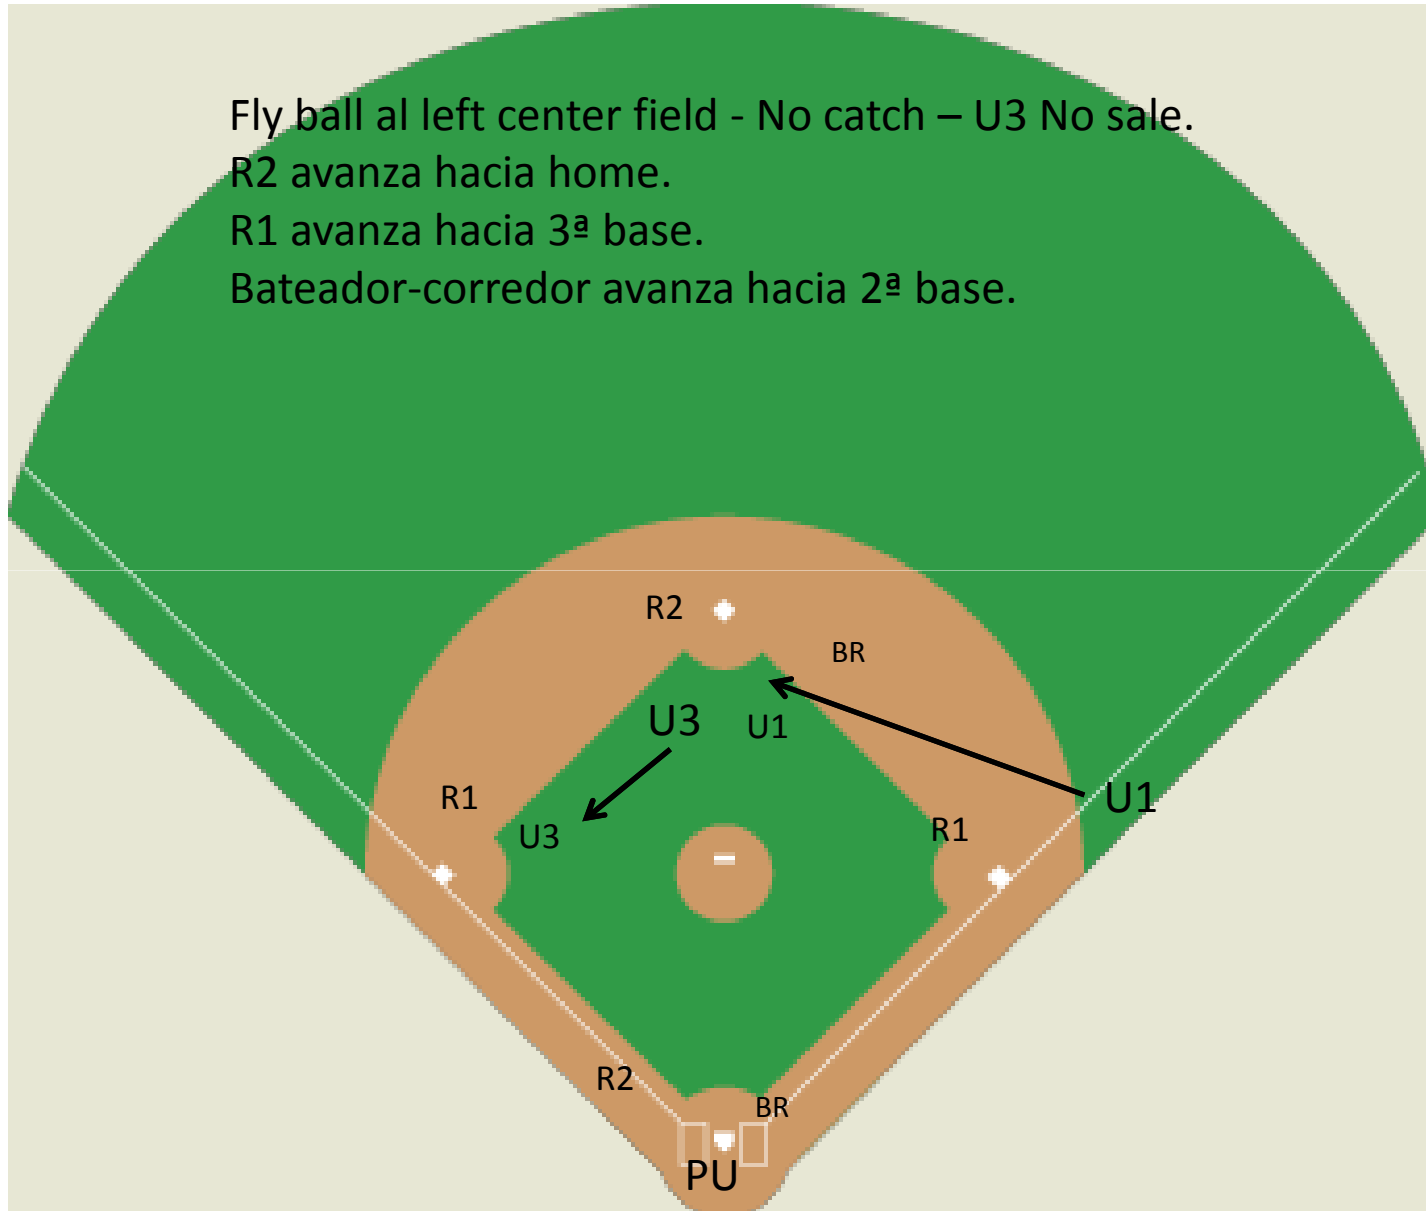 Fly ball al left center field - No catch – U3 No sale.
R2 avanza hacia home.
R1 avanza hacia 3ª base.
Bateador-corredor avanza hacia 2ª base.
R2
BR
U3
U1
R1
U1
U3
R1
R2
BR
PU